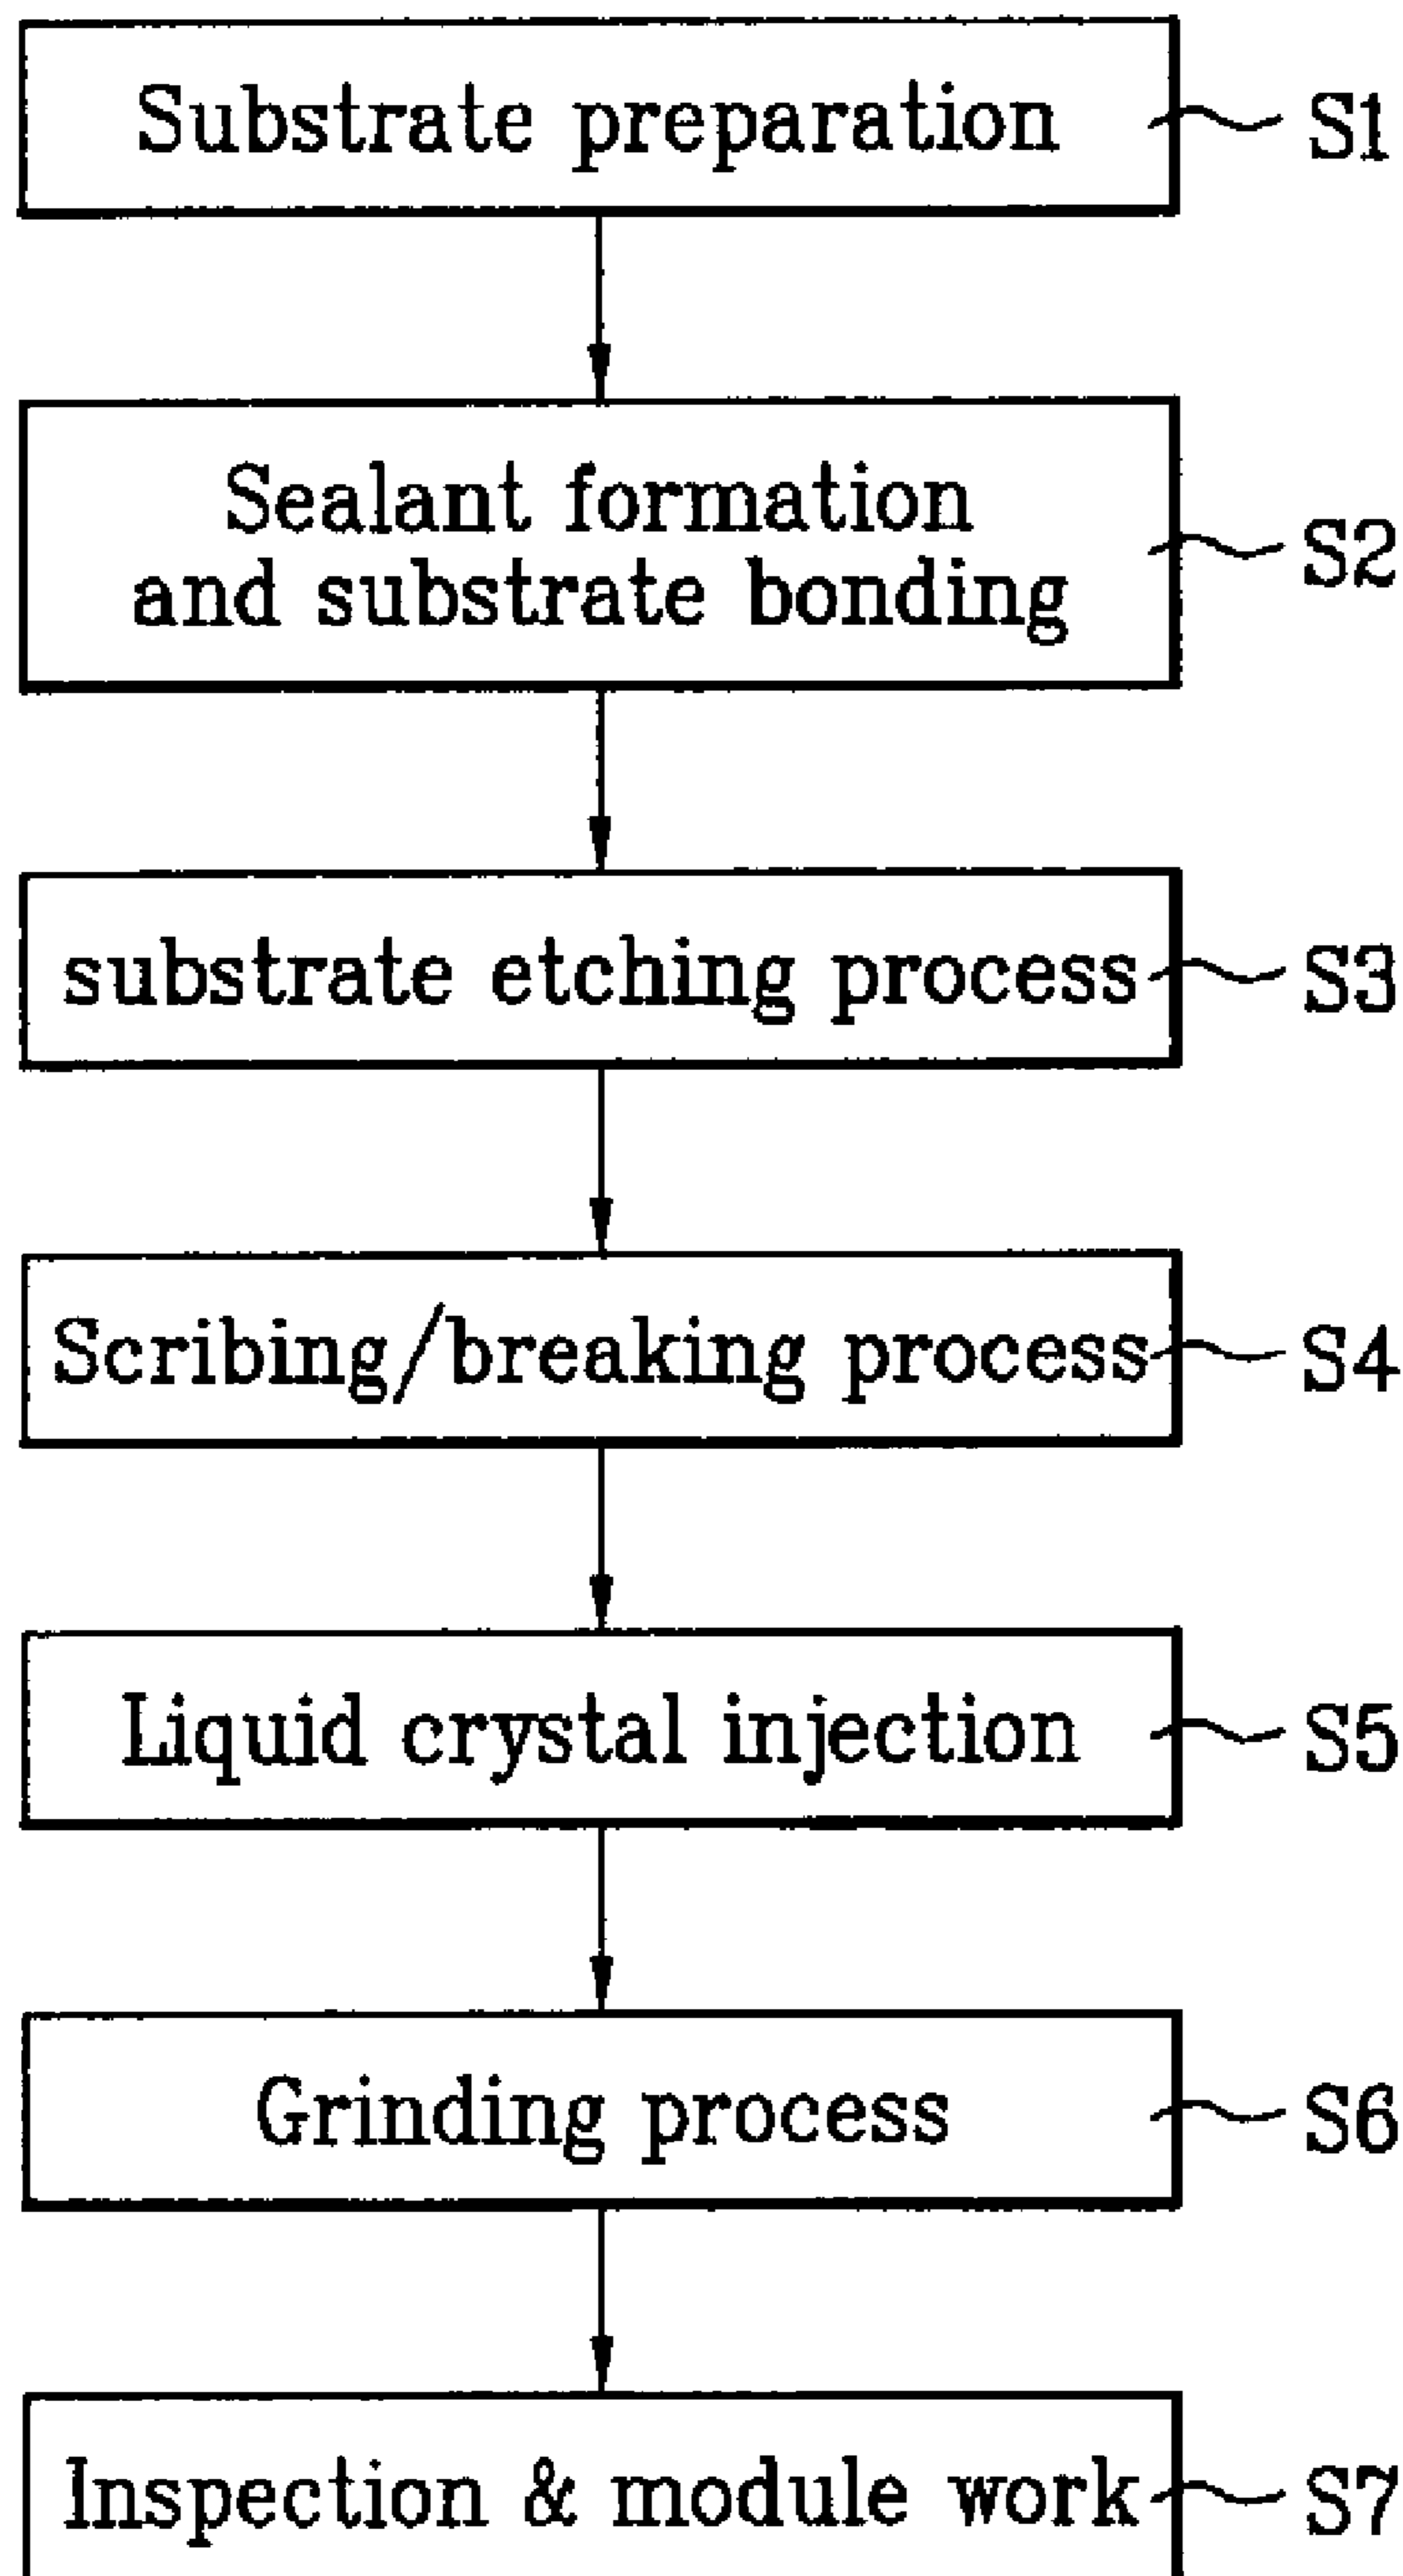 Substrate preparation S1
Sealant formation
and substrate bonding S2
substrate etching process S3
Scribing/breaking process S4
Liquid crystal injection S5
Grinding process S6
Inspection & module work S7